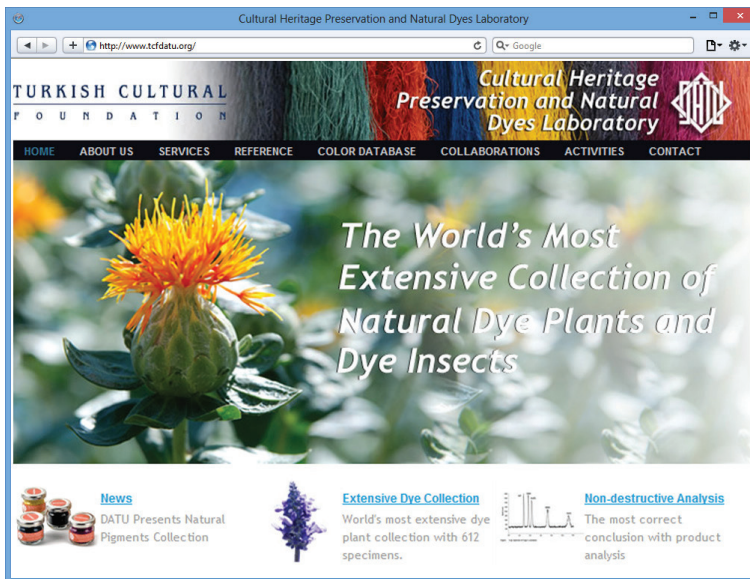 Cultural Heritage Preservation and Natural Dyes Laboratory
http://www.tcfdatu.org/
Google
TURKISH CULTURAL
FOUNDATION
Cultural Heritage
Preservation and Natural
Dyes Laboratory
DATU
HOME ABOUT US SERVICES REFERENCE COLOR DATABASE COLLABORATIONS ACTIVITIES CONTACT
The World's Most
Extensive Collection of
Natural Dye Plants and
Dye Insects
News
DATU Presents Natural
Pigments Collection
Extensive Dye Collection
World's most extensive dye
plant collection with 612
specimens.
Non-destructive Analysis
The most correct
conclusion with product
analysis